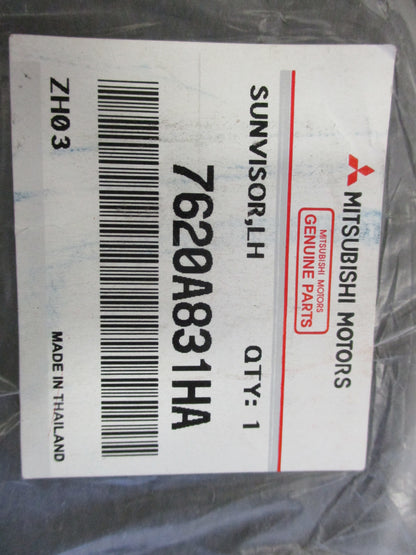 MITSUBISHI MOTORS
MITSUBISHI MOTORS
GENUINE PARTS
SUNVISOR,LH QTY: 1
7620A831HA
ZH03 MADE IN THAILAND